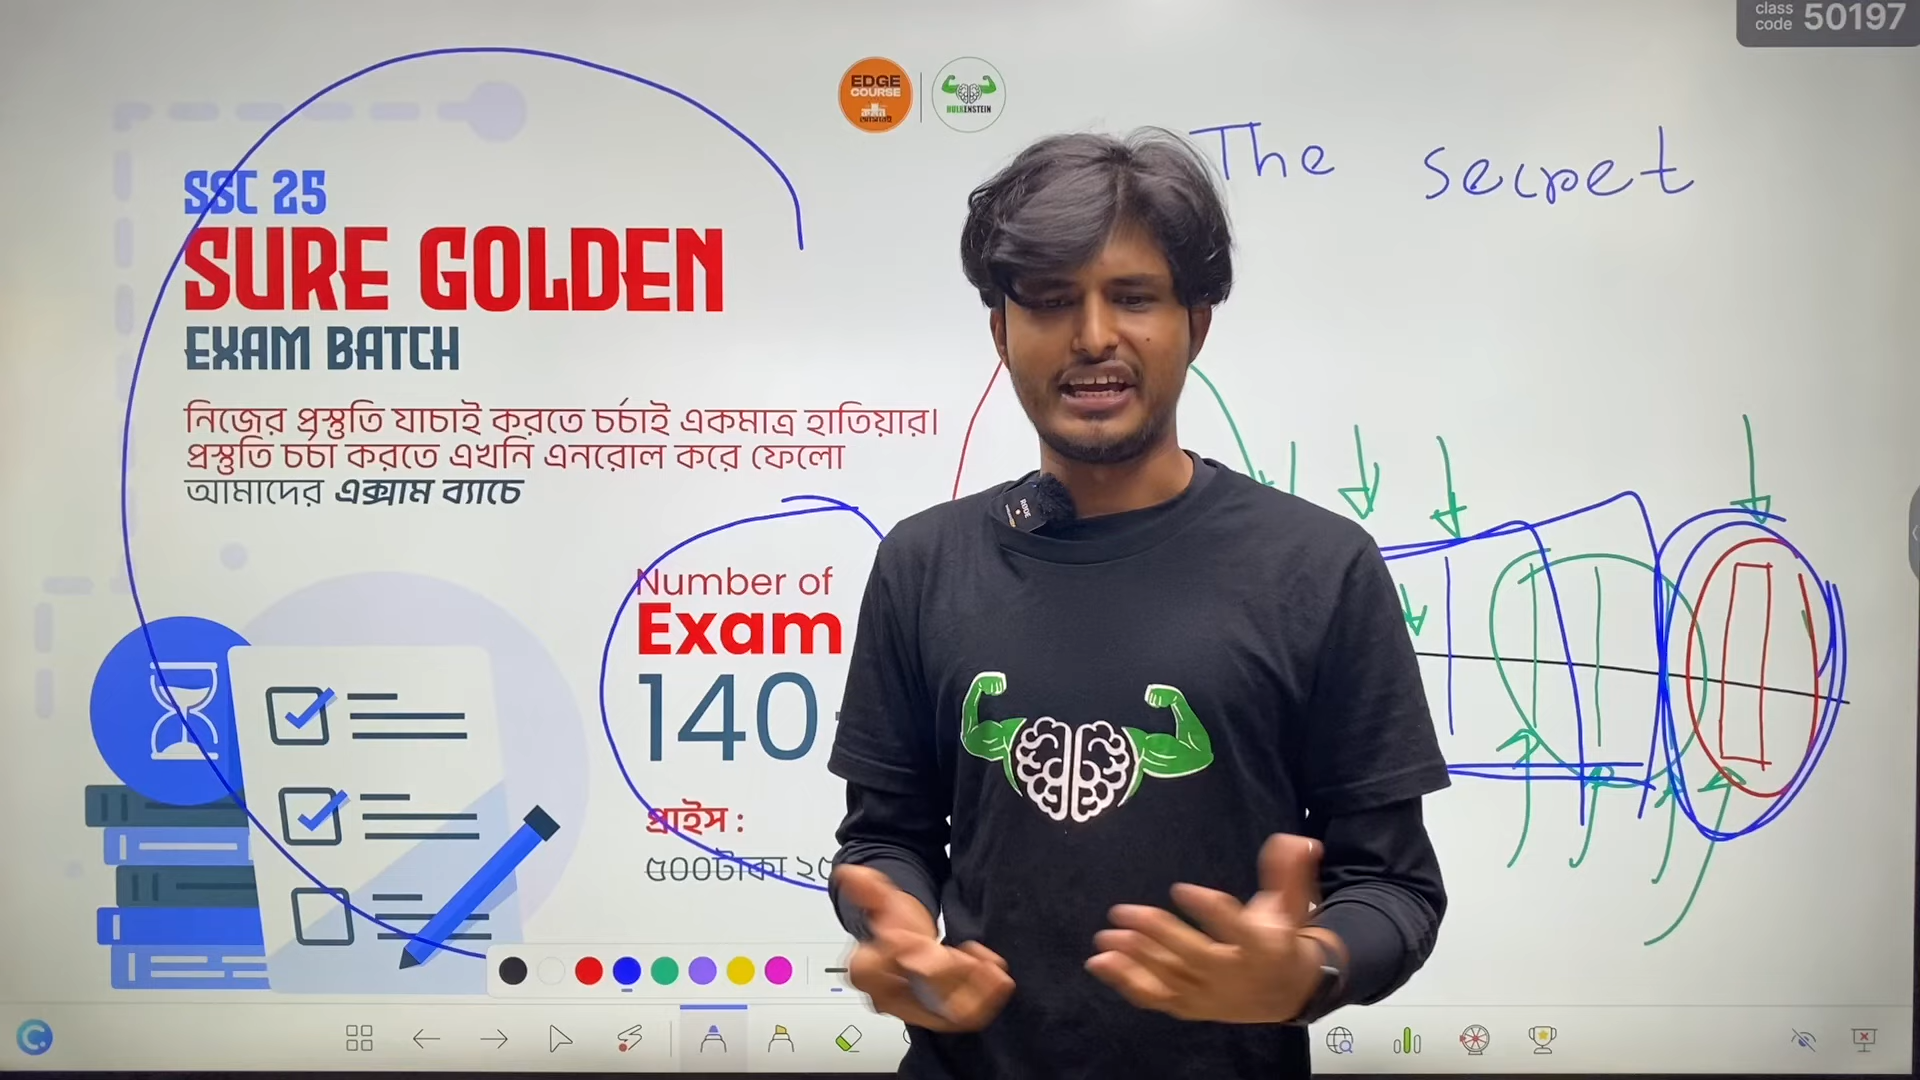 class
code 50197
EDGE
COURSE
HULKENSTEIN
The secret
SSC 25
SURE GOLDEN
EXAM BATCH
নিজের প্রস্তুতি যাচাই করতে চর্চাই একমাত্র হাতিয়ার।
প্রস্তুতি চর্চা করতে এখনি এনরোল করে ফেলো
আমাদের এক্সাম ব্যাচে
RODE
Number of
Exam
140
প্রাইস :
৫০০টাকা